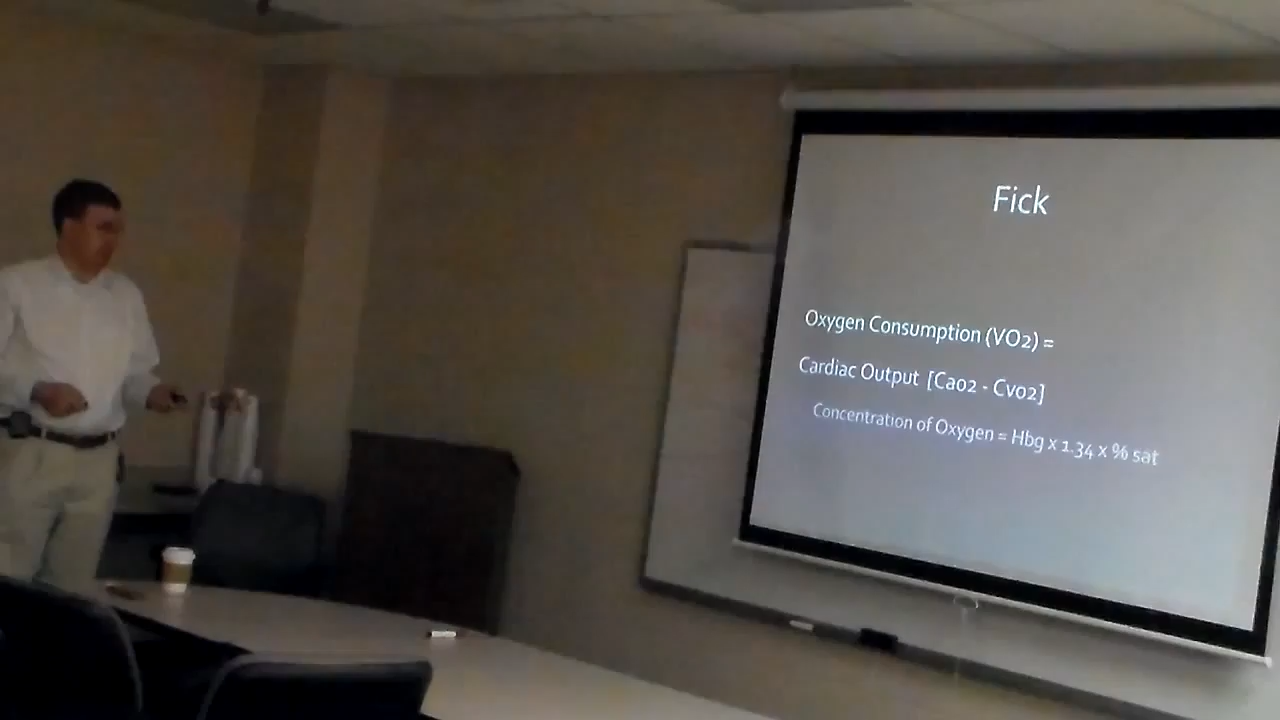 Fick
Oxygen Consumption (VO2) =
Cardiac Output [Cao2 - Cvo2]
Concentration of Oxygen = Hbg x 1.34 x % sat